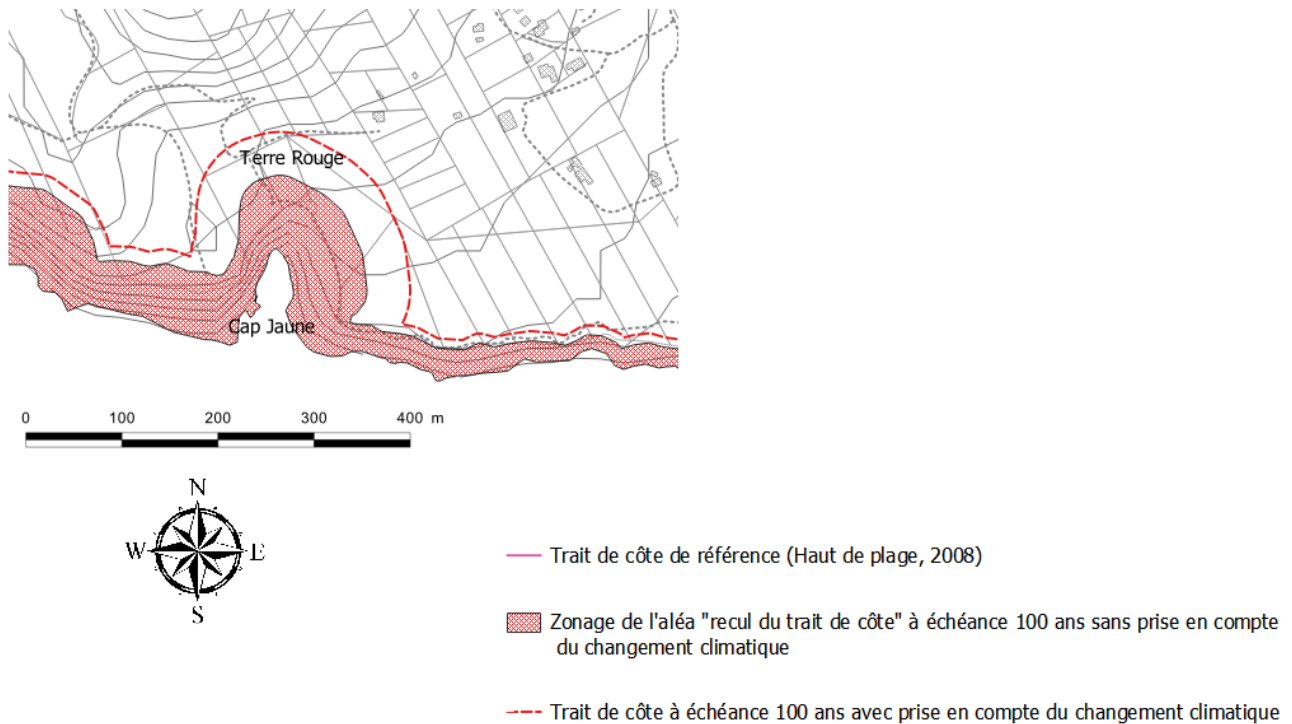 Terre Rouge
Cap Jaune
0 100 200 300 400 m
N
W E
S
Trait de côte de référence (Haut de plage, 2008)
Zonage de l'aléa "recul du trait de côte" à échéance 100 ans sans prise en compte
du changement climatique
Trait de côte à échéance 100 ans avec prise en compte du changement climatique